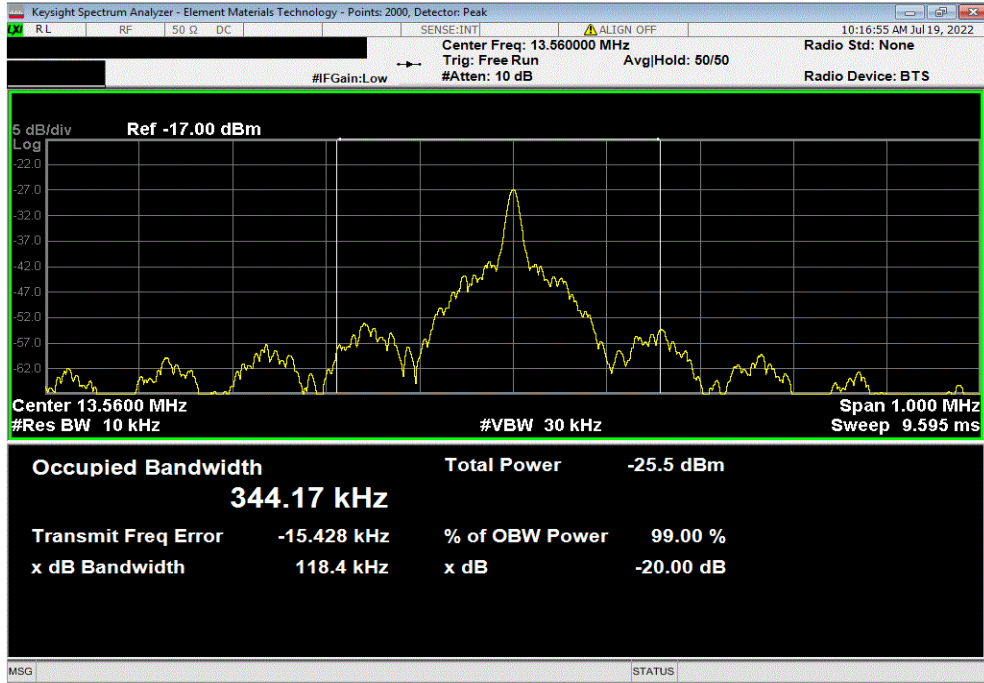 Keysight Spectrum Analyzer - Element Materials Technology - Points: 2000, Detector: Peak
LXI RL RF 50 Ω DC SENSE:INT ALIGN OFF 10:16:55 AM Jul 19, 2022
Center Freq: 13.560000 MHz Radio Std: None
Trig: Free Run Avg|Hold: 50/50
#IFGain:Low #Atten: 10 dB Radio Device: BTS
5 dB/div Ref -17.00 dBm
Log
-22.0
-27.0
-32.0
-37.0
-42.0
-47.0
-52.0
-57.0
-62.0
Center 13.5600 MHz Span 1.000 MHz
#Res BW 10 kHz #VBW 30 kHz Sweep 9.595 ms
Occupied Bandwidth Total Power -25.5 dBm
344.17 kHz
Transmit Freq Error -15.428 kHz % of OBW Power 99.00 %
x dB Bandwidth 118.4 kHz x dB -20.00 dB
MSG STATUS